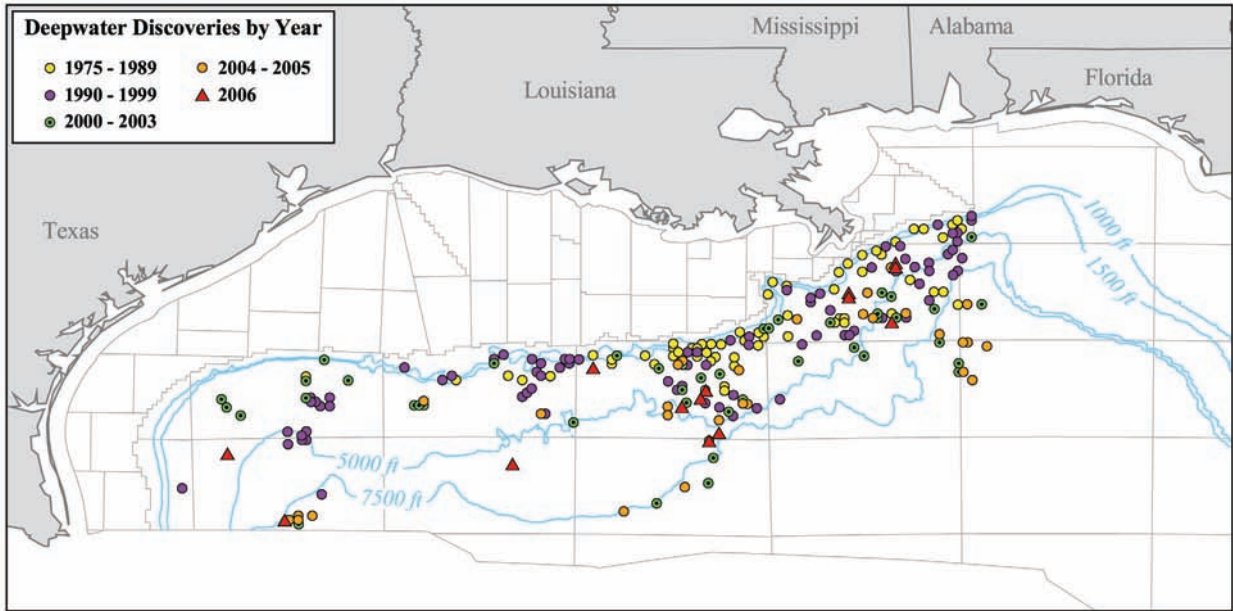 Deepwater Discoveries by Year
1975 - 1989
1990 - 1999
2000 - 2003
2004 - 2005
2006
Mississippi
Alabama
Florida
Louisiana
Texas
1000 ft
1500 ft
5000 ft
7500 ft